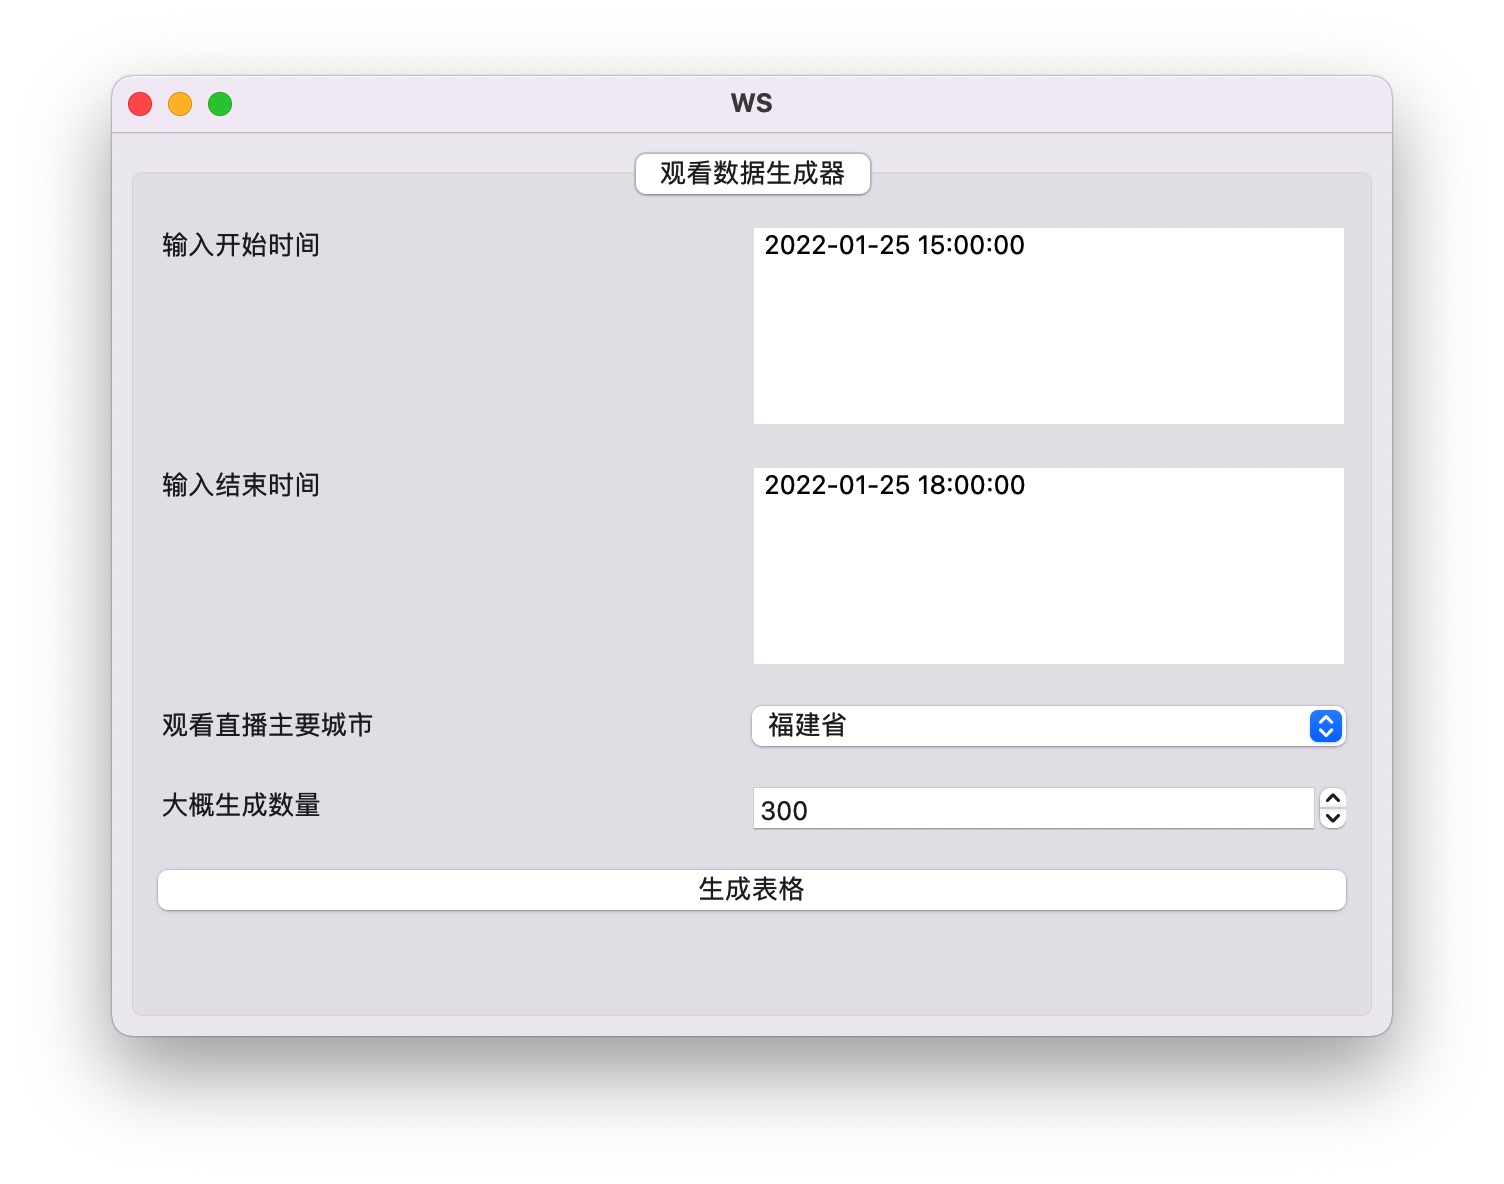 WS
观看数据生成器
输入开始时间
2022-01-25 15:00:00
输入结束时间
2022-01-25 18:00:00
观看直播主要城市
福建省
大概生成数量
300
生成表格